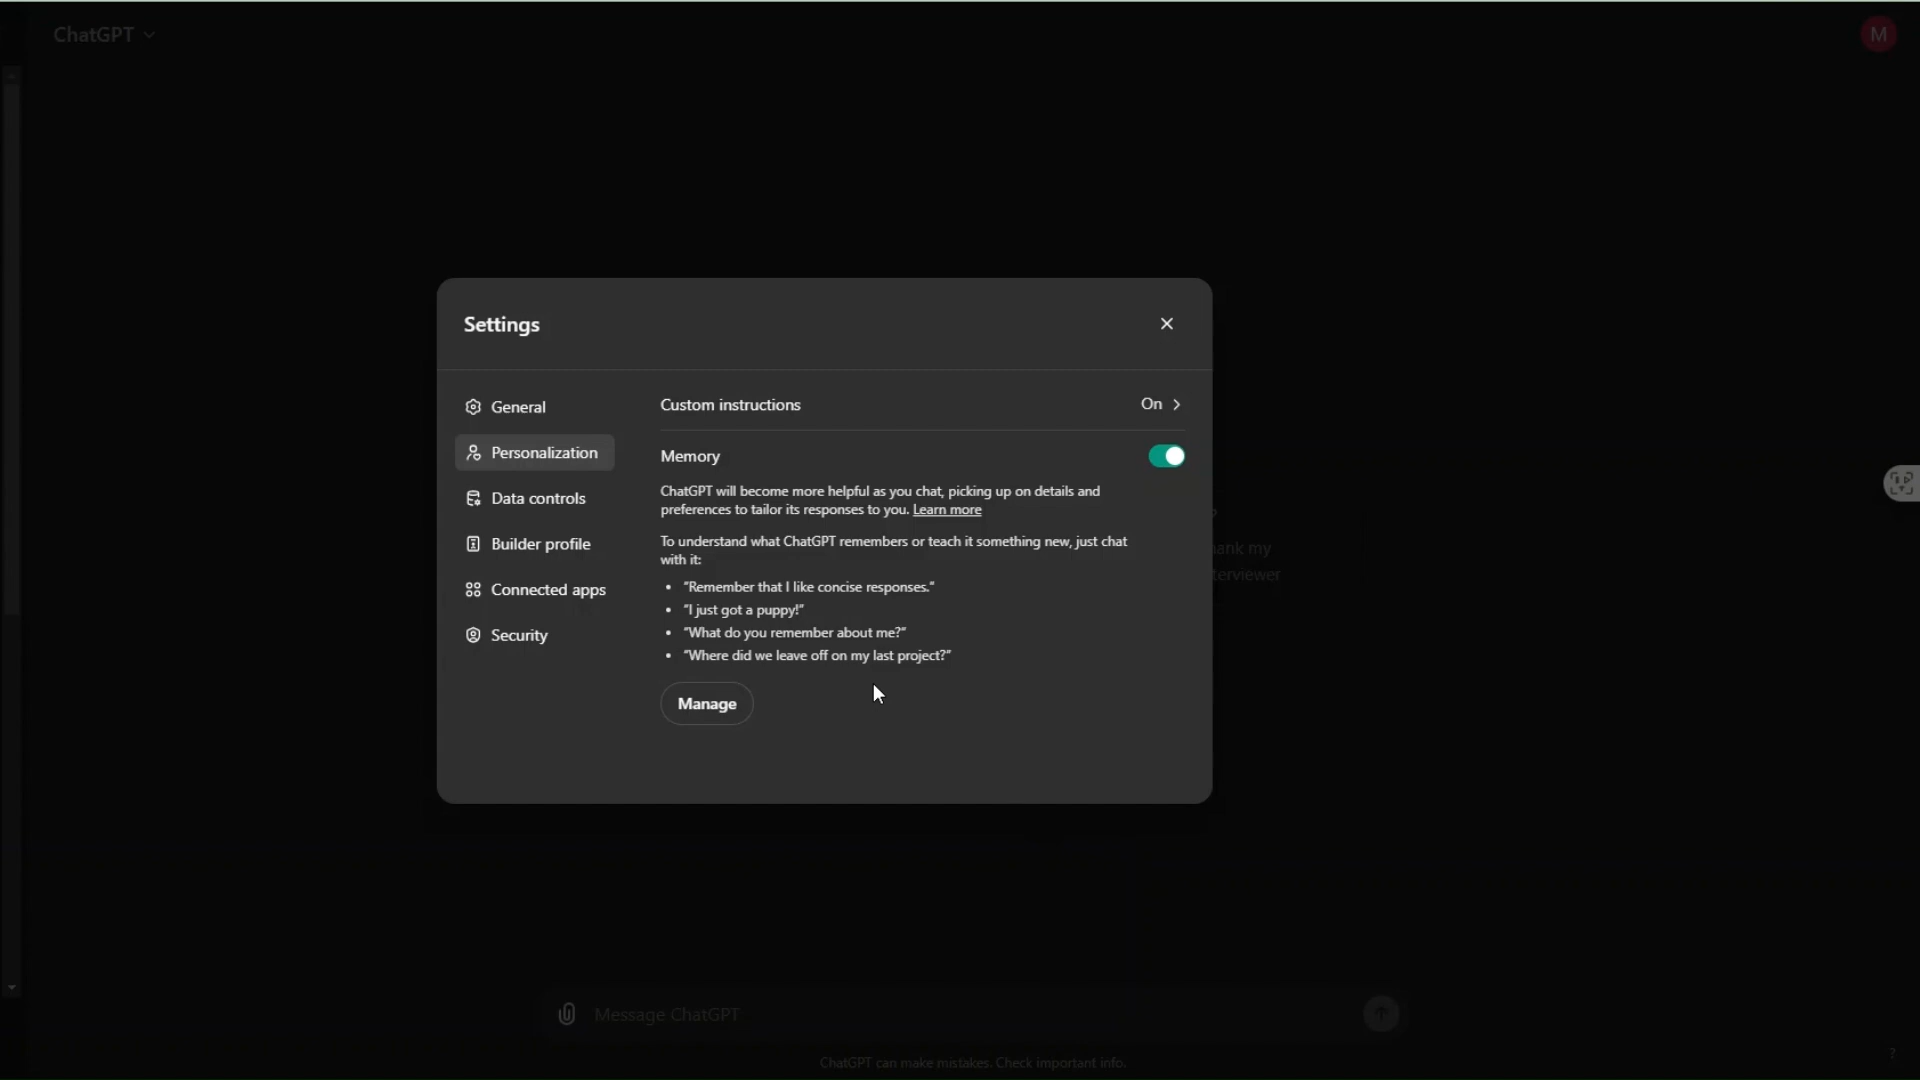 ChatGPT
M
Settings
General
Personalization
Data controls
Builder profile
Connected apps
Security
Custom instructions
On
Memory
ChatGPT will become more helpful as you chat, picking up on details and
preferences to tailor its responses to you. Learn more
To understand what ChatGPT remembers or teach it something new, just chat
with it:
• "Remember that I like concise responses."
• "I just got a puppy!"
• "What do you remember about me?"
• "Where did we leave off on my last project?"
Manage
my
Message ChatGPT
ChatGPT can make mistakes. Check important info.
?